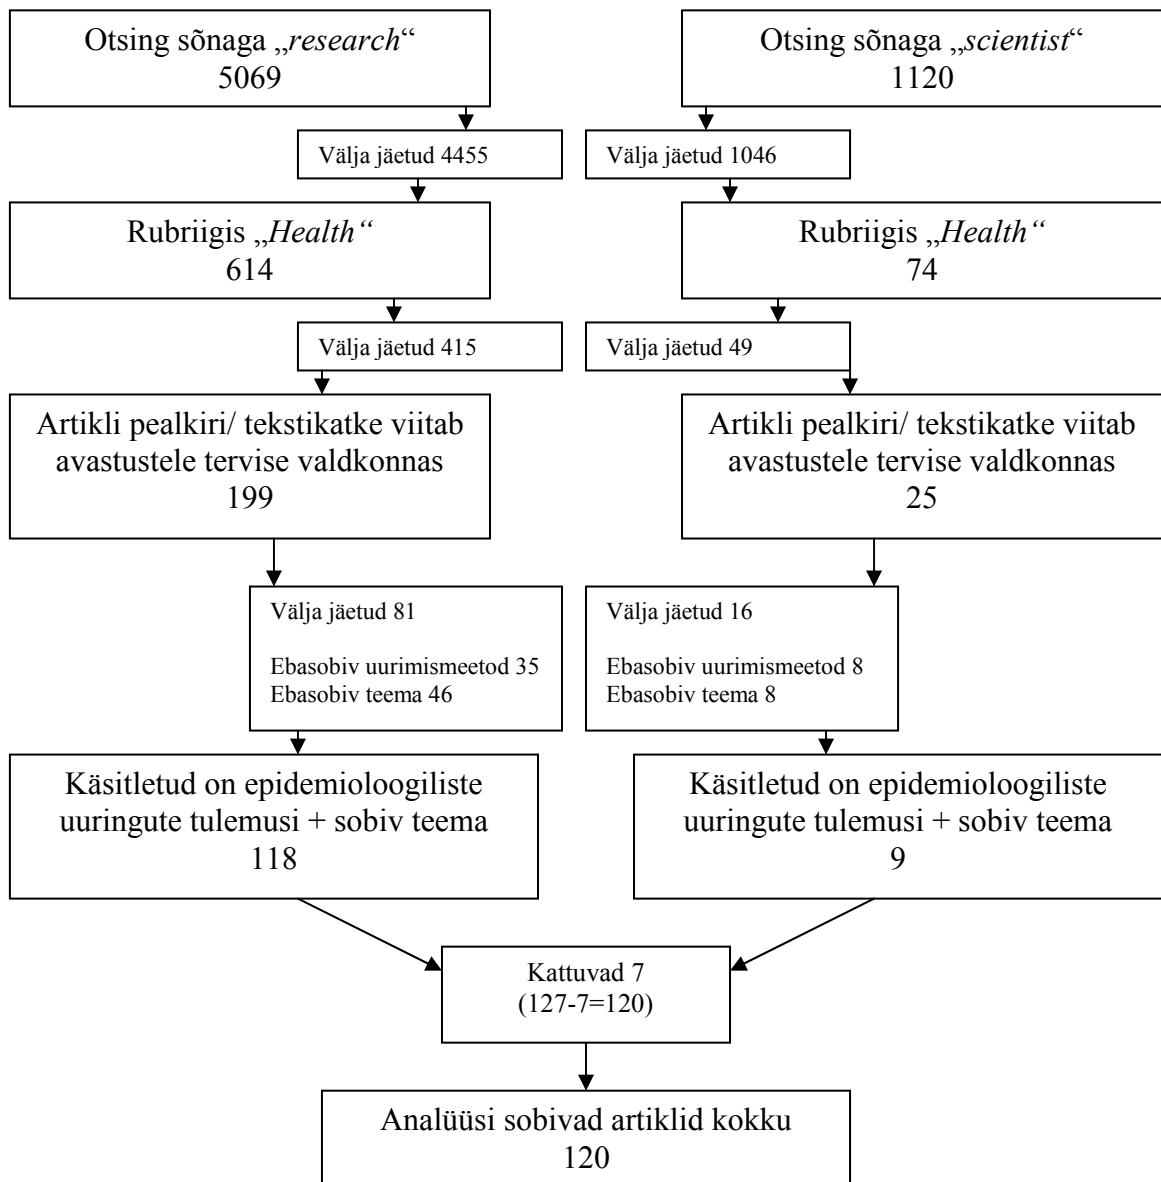 Otsing sõnaga „research“
5069
Otsing sõnaga „scientist“
1120
Välja jäetud 4455
Välja jäetud 1046
Rubriigis „Health“
614
Rubriigis „Health“
74
Välja jäetud 415
Välja jäetud 49
Artikli pealkiri/ tekstikatke viitab
avastustele tervise valdkonnas
199
Artikli pealkiri/ tekstikatke viitab
avastustele tervise valdkonnas
25
Välja jäetud 81
Ebasobiv uurimismeetod 35
Ebasobiv teema 46
Välja jäetud 16
Ebasobiv uurimismeetod 8
Ebasobiv teema 8
Käsitletud on epidemioloogiliste
uuringute tulemusi + sobiv teema
118
Käsitletud on epidemioloogiliste
uuringute tulemusi + sobiv teema
9
Kattuvad 7
(127-7=120)
Analüüsi sobivad artiklid kokku
120